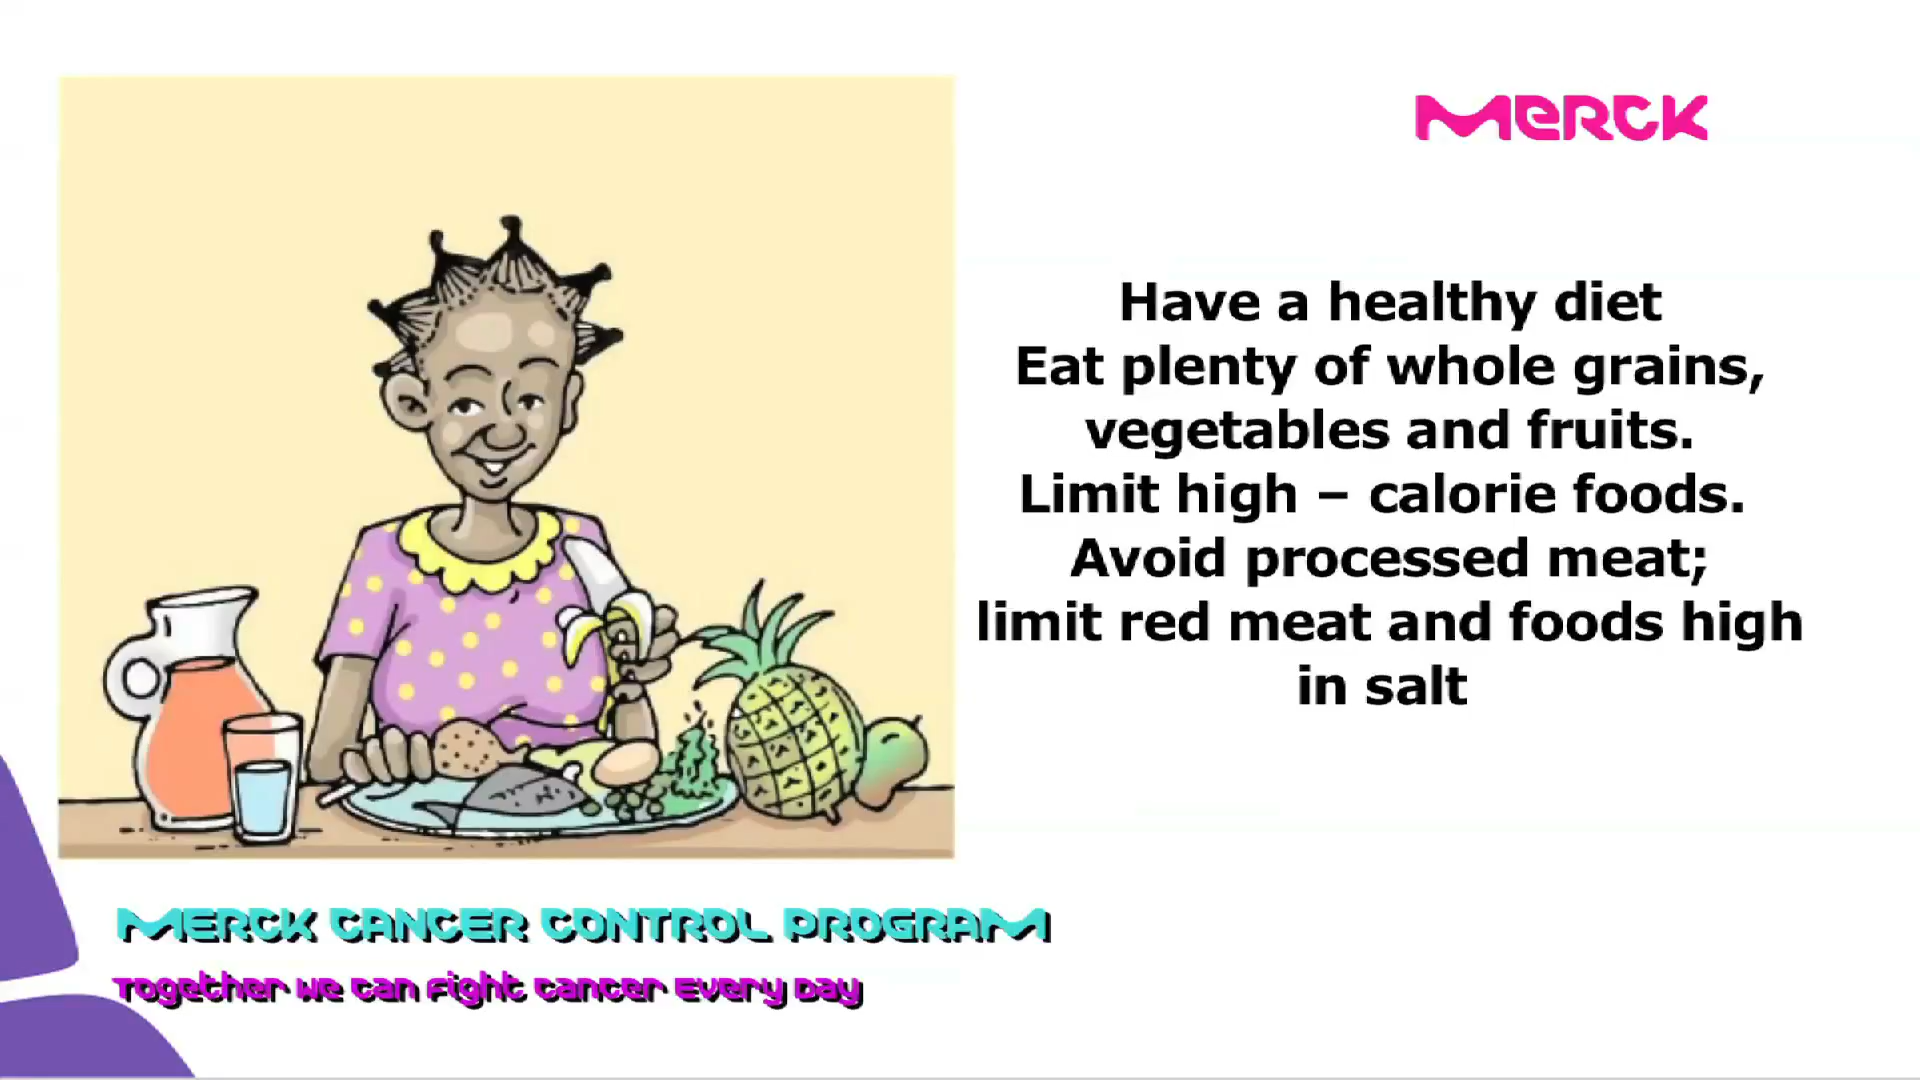 MERCK
Have a healthy diet
Eat plenty of whole grains,
vegetables and fruits.
Limit high – calorie foods.
Avoid processed meat;
limit red meat and foods high
in salt
MERCK CANCER CONTROL PROGRAM
Together We Can Fight Cancer Every Day